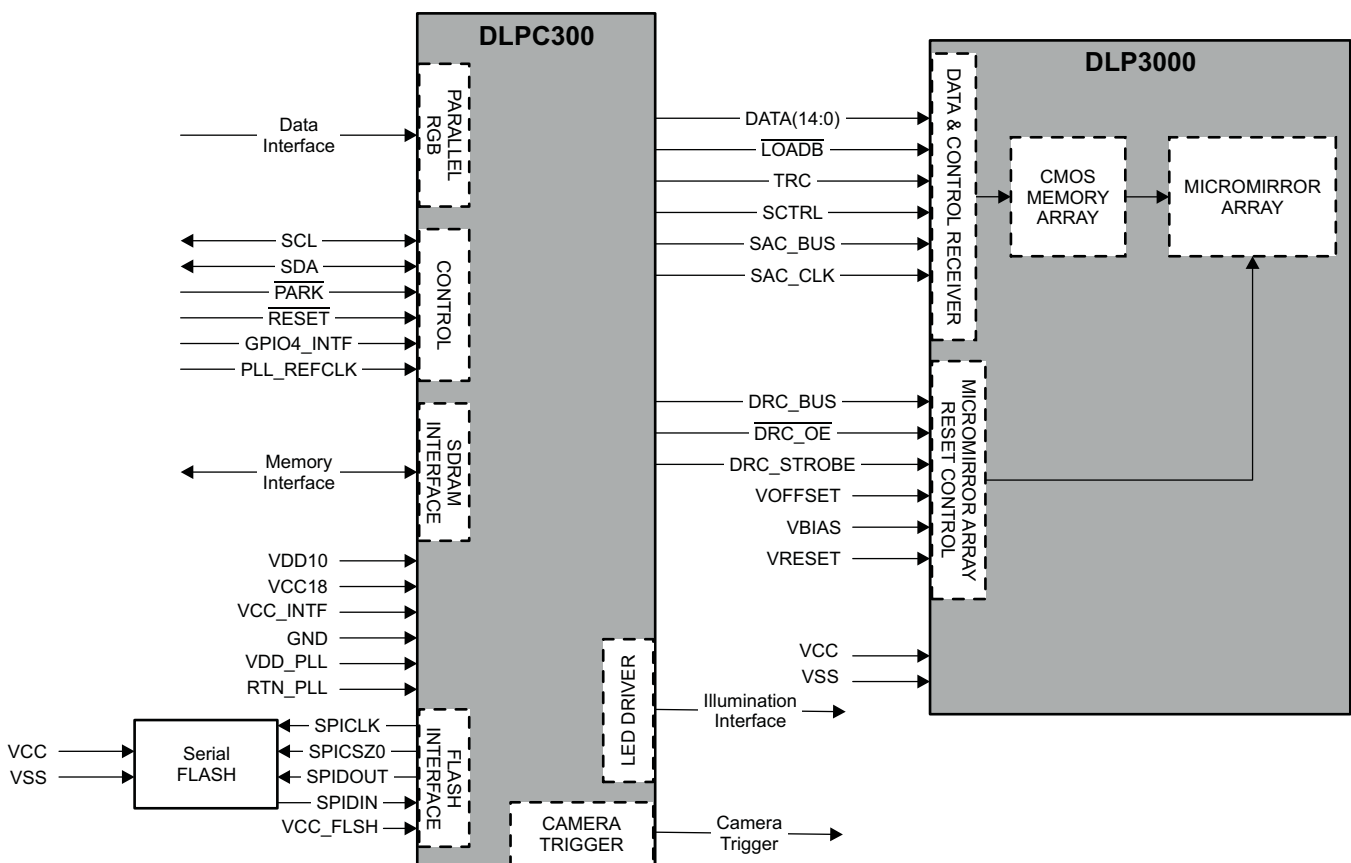 DLPC300
DLP3000
PARALLEL
RGB
Data
Interface
SCL
SDA
PARK
RESET
GPIO4_INTF
PLL_REFCLK
CONTROL
Memory
Interface
SDRAM
INTERFACE
VDD10
VCC18
VCC_INTF
GND
VDD_PLL
RTN_PLL
VCC
VSS
Serial
FLASH
SPICLK
SPICSZ0
SPIDOUT
SPIDIN
VCC_FLSH
FLASH
INTERFACE
LED DRIVER
CAMERA
TRIGGER
DATA(14:0)
LOADB
TRC
SCTRL
SAC_BUS
SAC_CLK
DRC_BUS
DRC_OE
DRC_STROBE
VOFFSET
VBIAS
VRESET
VCC
VSS
Illumination
Interface
Camera
Trigger
DATA & CONTROL RECEIVER
CMOS
MEMORY
ARRAY
MICROMIRROR
ARRAY
MICROMIRROR ARRAY
RESET CONTROL